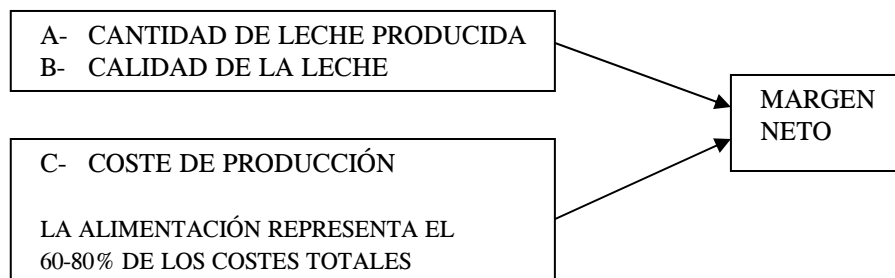 A- CANTIDAD DE LECHE PRODUCIDA
B- CALIDAD DE LA LECHE
MARGEN
NETO
C- COSTE DE PRODUCCIÓN
LA ALIMENTACIÓN REPRESENTA EL
60-80% DE LOS COSTES TOTALES